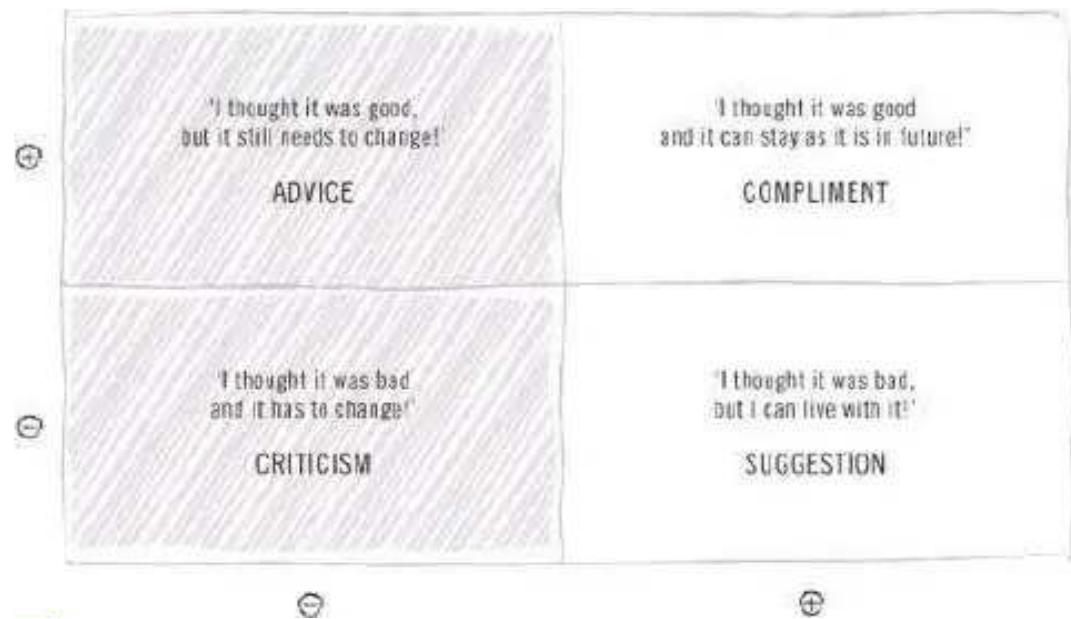 'I thought it was good,
but it still needs to change!'
ADVICE
'I thought it was good
and it can stay as it is in future!'
COMPLIMENT
'I thought it was bad
and it has to change!'
CRITICISM
'I thought it was bad,
but I can live with it!'
SUGGESTION